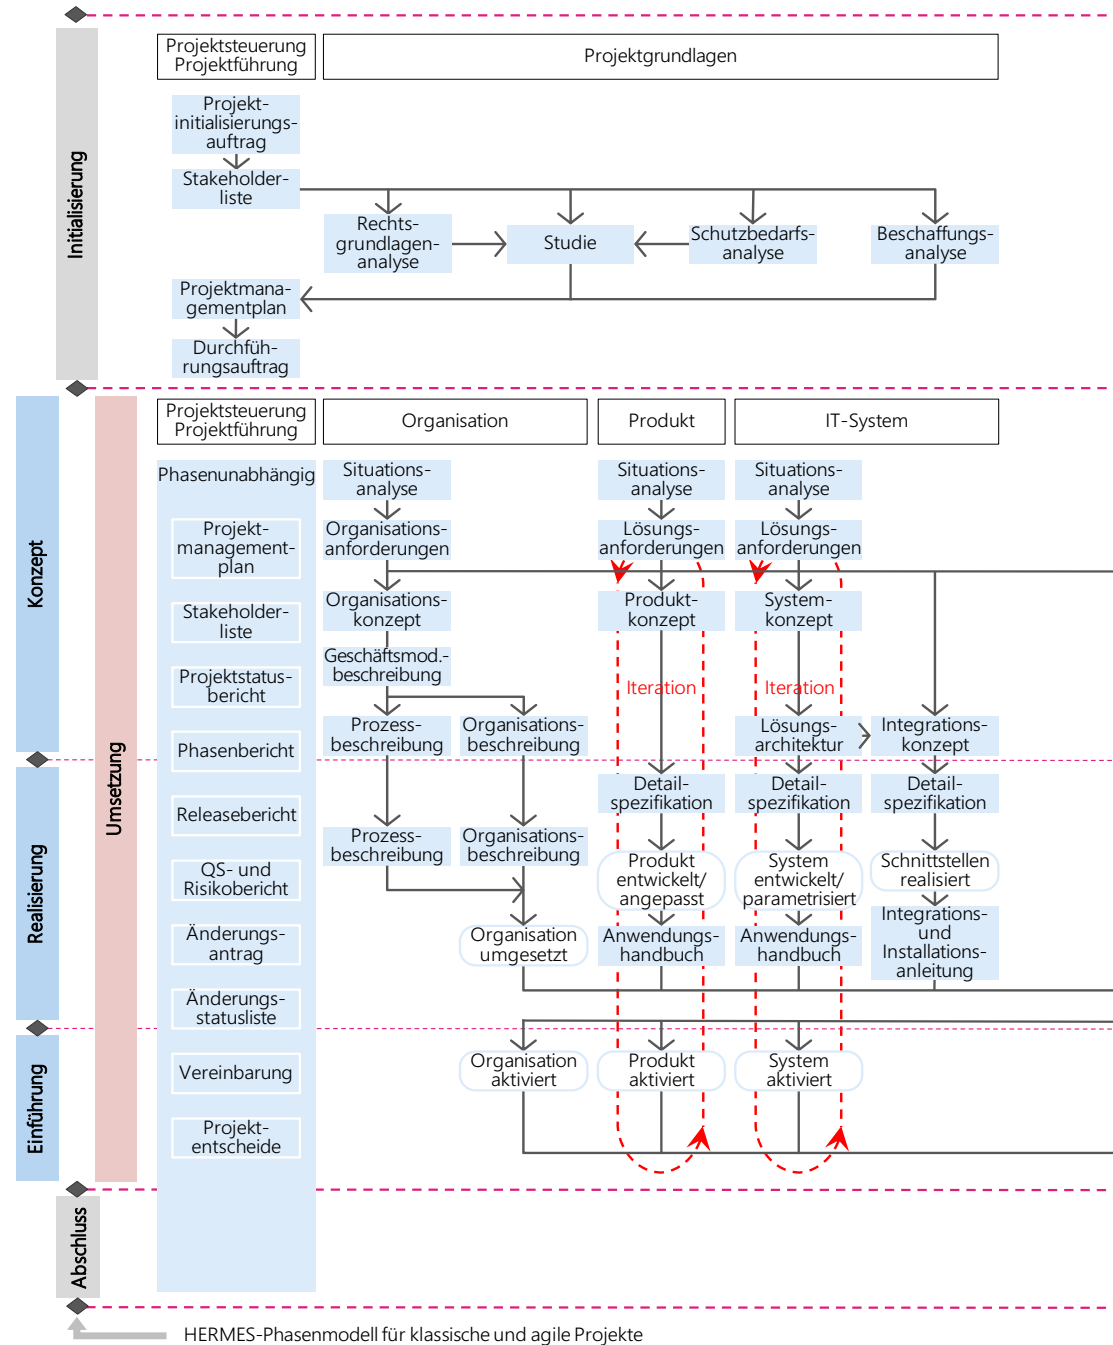 Initialisierung
Projektsteuerung
Projektführung
Projektgrundlagen
Projekt-
initialisierungs-
auftrag
Stakeholder-
liste
Rechts-
grundlagen-
analyse
Studie
Schutzbedarfs-
analyse
Beschaffungs-
analyse
Projektmana-
gementplan
Durchfüh-
rungsauftrag
Konzept
Realisierung
Einführung
Umsetzung
Abschluss
Projektsteuerung
Projektführung
Organisation
Produkt
IT-System
Phasenunabhängig
Projekt-
management-
plan
Stakeholder-
liste
Projektstatus-
bericht
Phasenbericht
Releasebericht
QS- und
Risikobericht
Änderungs-
antrag
Änderungs-
statusliste
Vereinbarung
Projekt-
entscheide
Situations-
analyse
Organisations-
anforderungen
Organisations-
konzept
Geschäftsmod.-
beschreibung
Prozess-
beschreibung
Organisations-
beschreibung
Prozess-
beschreibung
Organisations-
beschreibung
Organisation
umgesetzt
Organisation
aktiviert
Situations-
analyse
Lösungs-
anforderungen
Produkt-
konzept
Iteration
Detail-
spezifikation
Produkt
entwickelt/
angepasst
Anwendungs-
handbuch
Produkt
aktiviert
Situations-
analyse
Lösungs-
anforderungen
System-
konzept
Iteration
Lösungs-
architektur
Detail-
spezifikation
System
entwickelt/
parametrisiert
Anwendungs-
handbuch
System
aktiviert
Integrations-
konzept
Detail-
spezifikation
Schnittstellen
realisiert
Integrations-
und
Installations-
anleitung
HERMES-Phasenmodell für klassische und agile Projekte